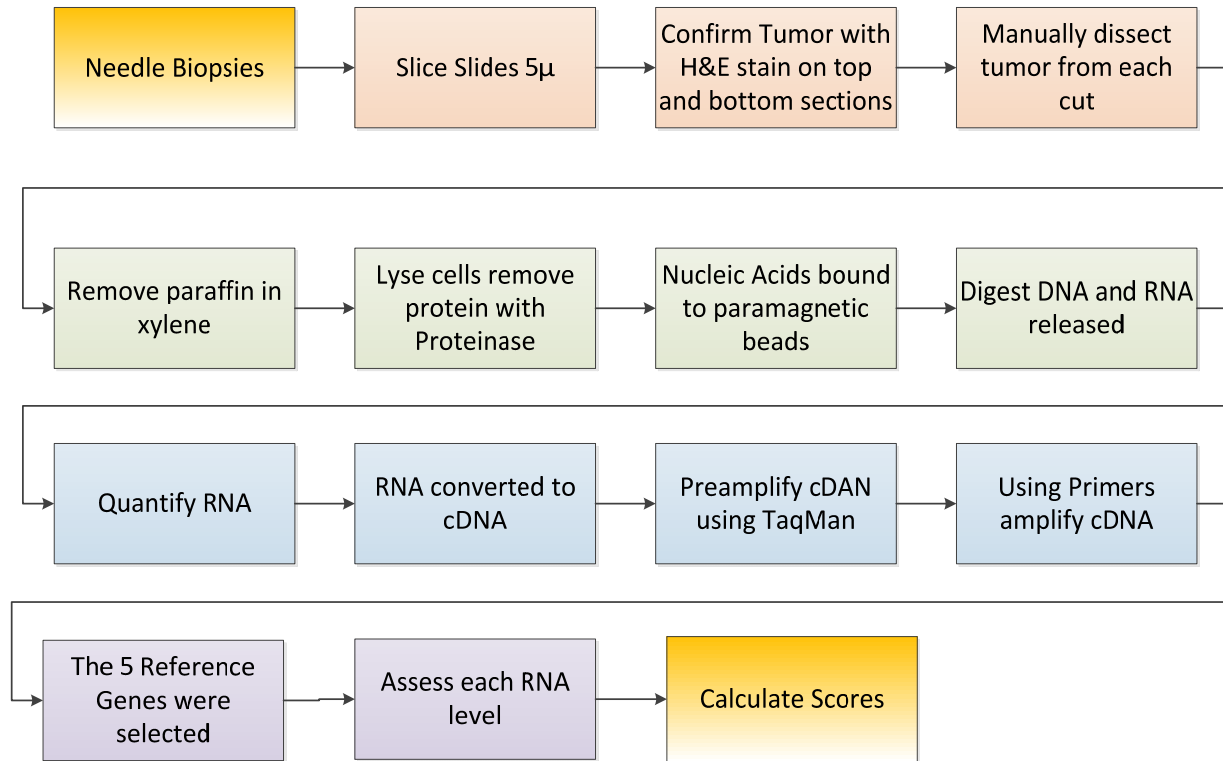 Needle Biopsies
Slice Slides 5µ
Confirm Tumor with
H&E stain on top
and bottom sections
Manually dissect
tumor from each
cut
Remove paraffin in
xylene
Lyse cells remove
protein with
Proteinase
Nucleic Acids bound
to paramagnetic
beads
Digest DNA and RNA
released
Quantify RNA
RNA converted to
cDNA
Preamplify cDAN
using TaqMan
Using Primers
amplify cDNA
The 5 Reference
Genes were
selected
Assess each RNA
level
Calculate Scores